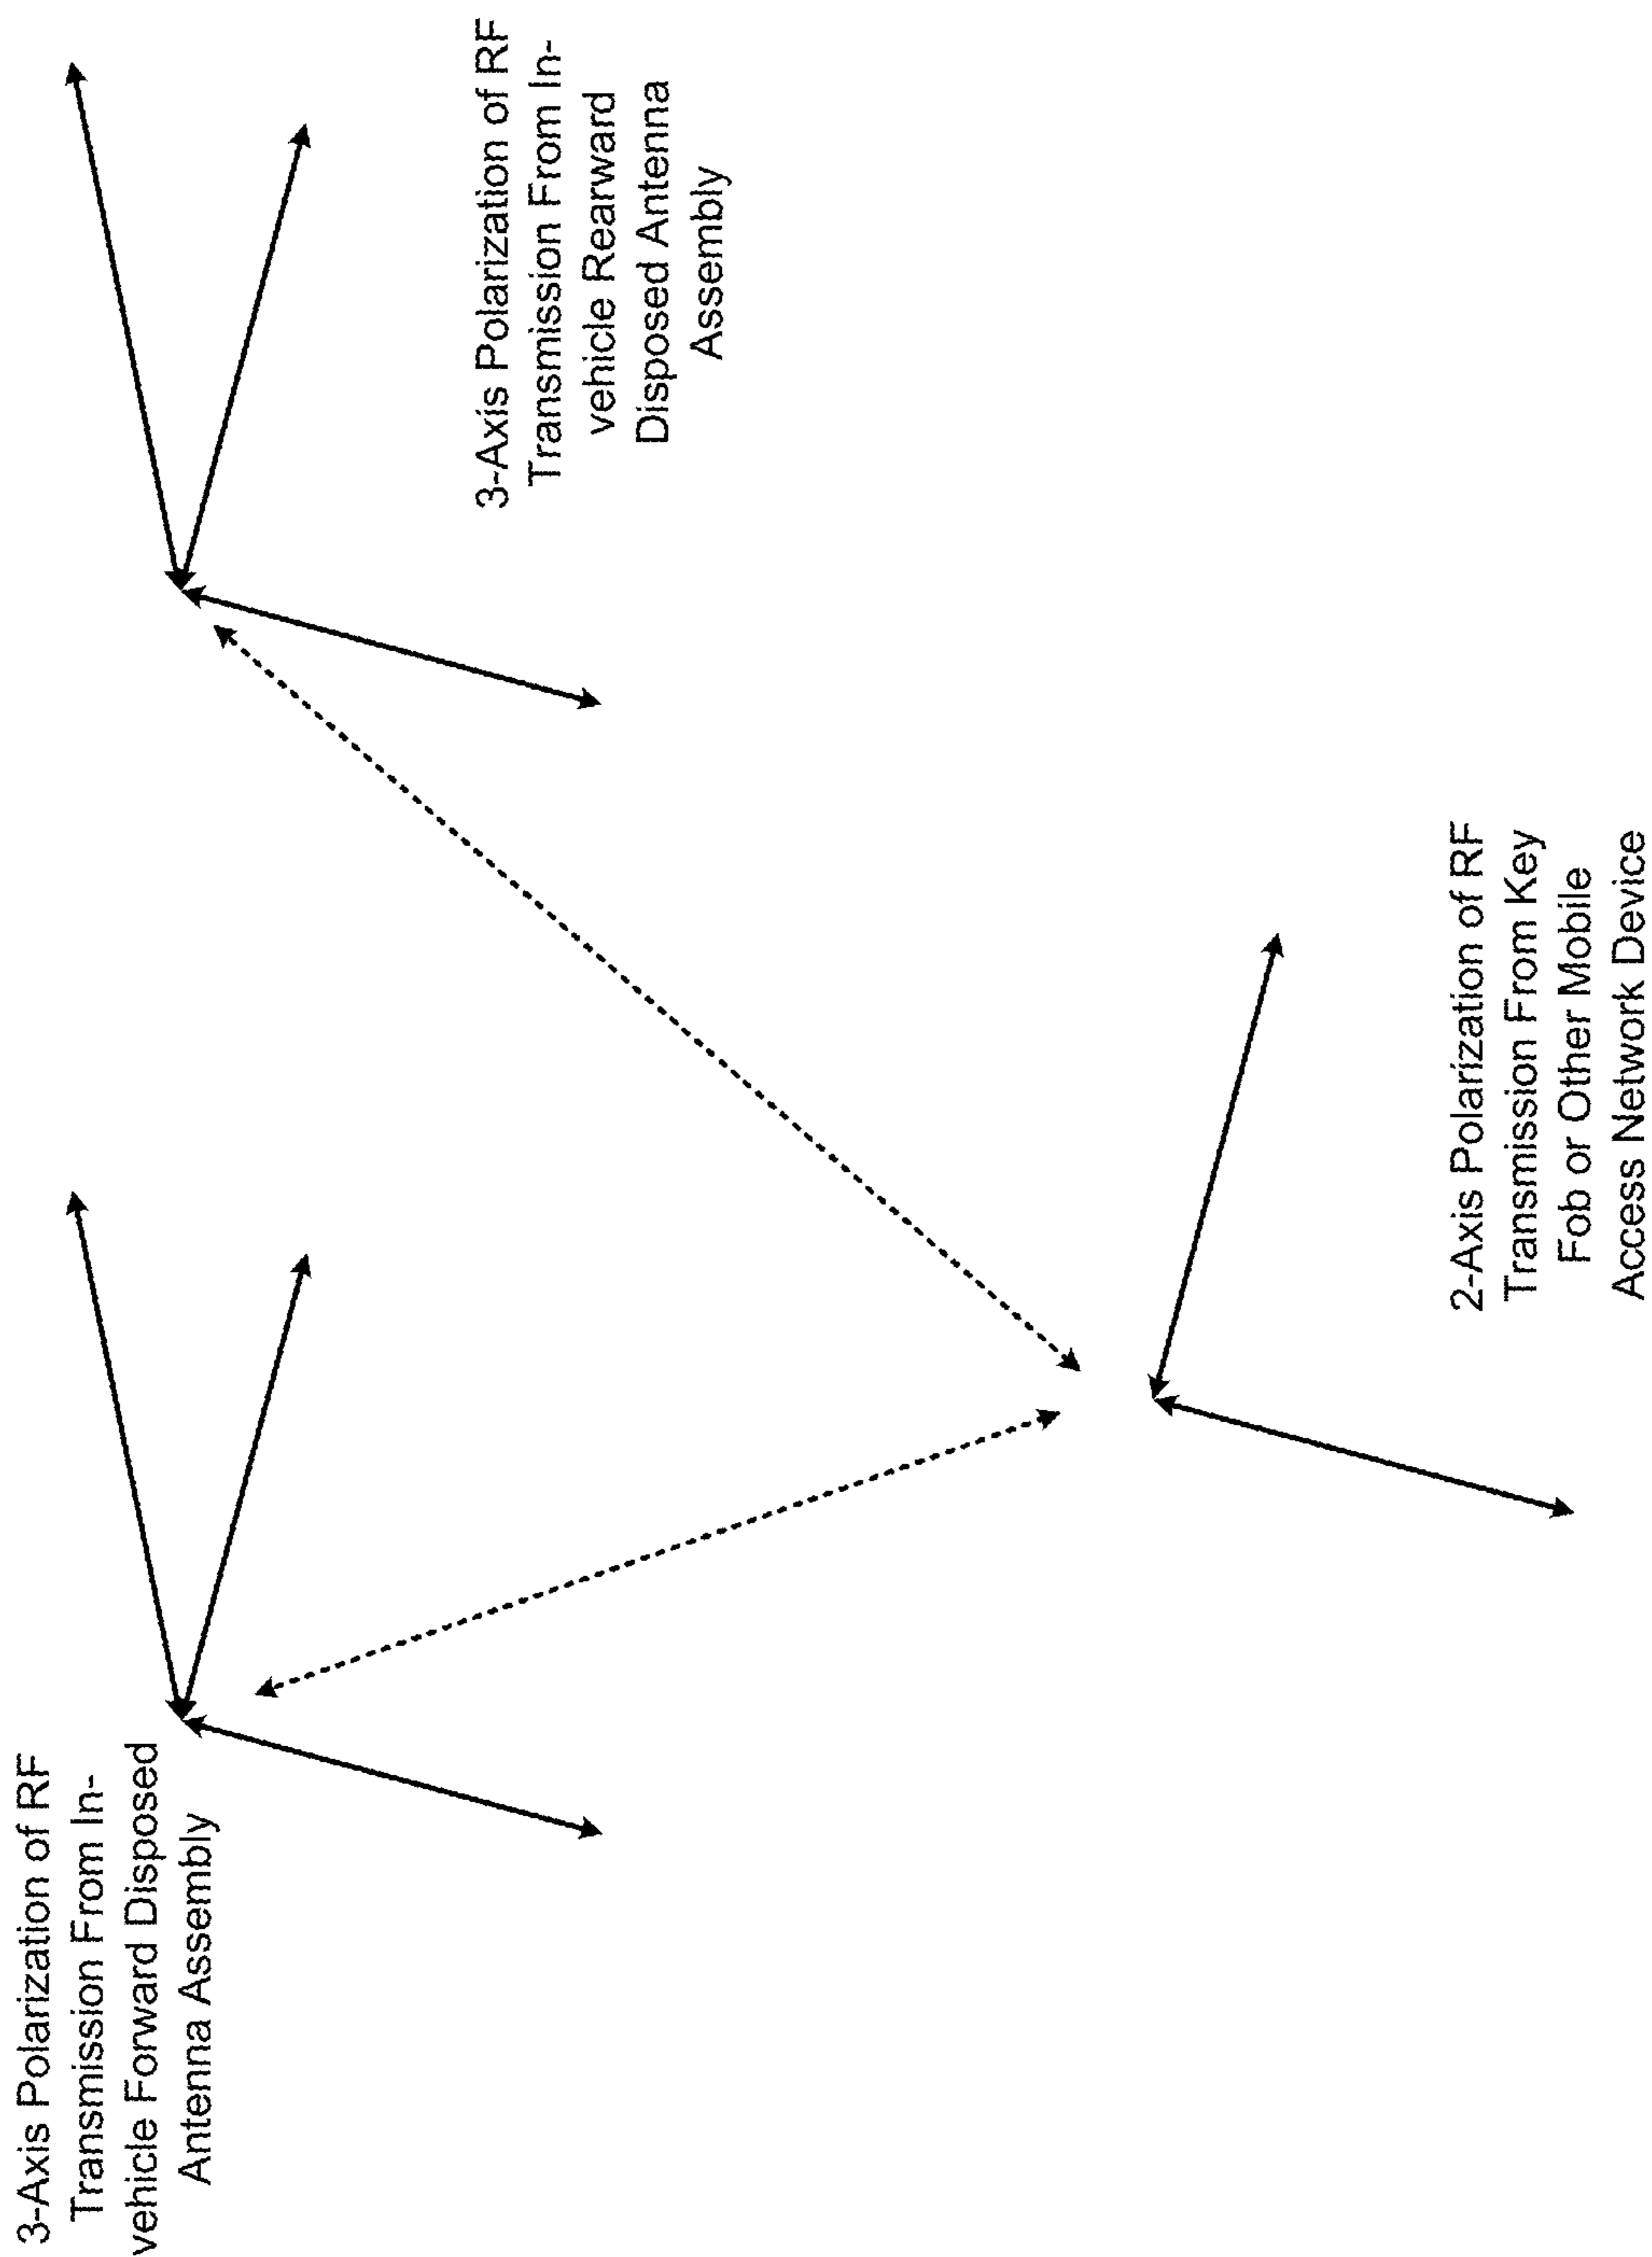 3-Axis Polarization of RF
Transmission From In-
vehicle Forward Disposed
Antenna Assembly
3-Axis Polarization of RF
Transmission From In-
vehicle Rearward
Disposed Antenna
Assembly
2-Axis Polarization of RF
Transmission From Key
Fob or Other Mobile
Access Network Device